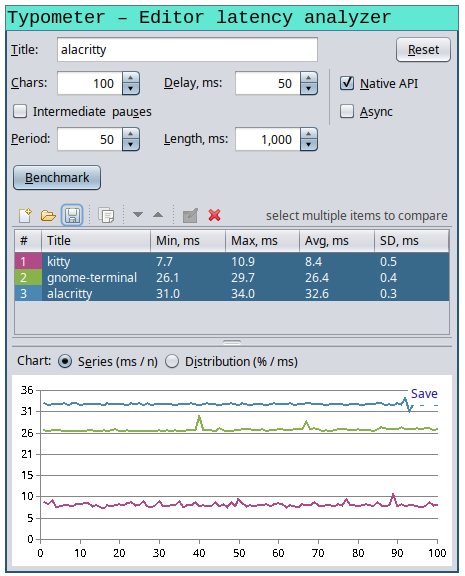 Typometer – Editor latency analyzer
Title: alacritty Reset
Chars: 100 Delay, ms: 50 Native API
Intermediate pauses Async
Period: 50 Length, ms: 1,000
Benchmark
select multiple items to compare
# Title Min, ms Max, ms Avg, ms SD, ms
1 kitty 7.7 10.9 8.4 0.5
2 gnome-terminal 26.1 29.7 26.4 0.4
3 alacritty 31.0 34.0 32.6 0.3
Chart: Series (ms / n) Distribution (% / ms)
36
Save
31
26
21
15
10
5
0
0 10 20 30 40 50 60 70 80 90 100